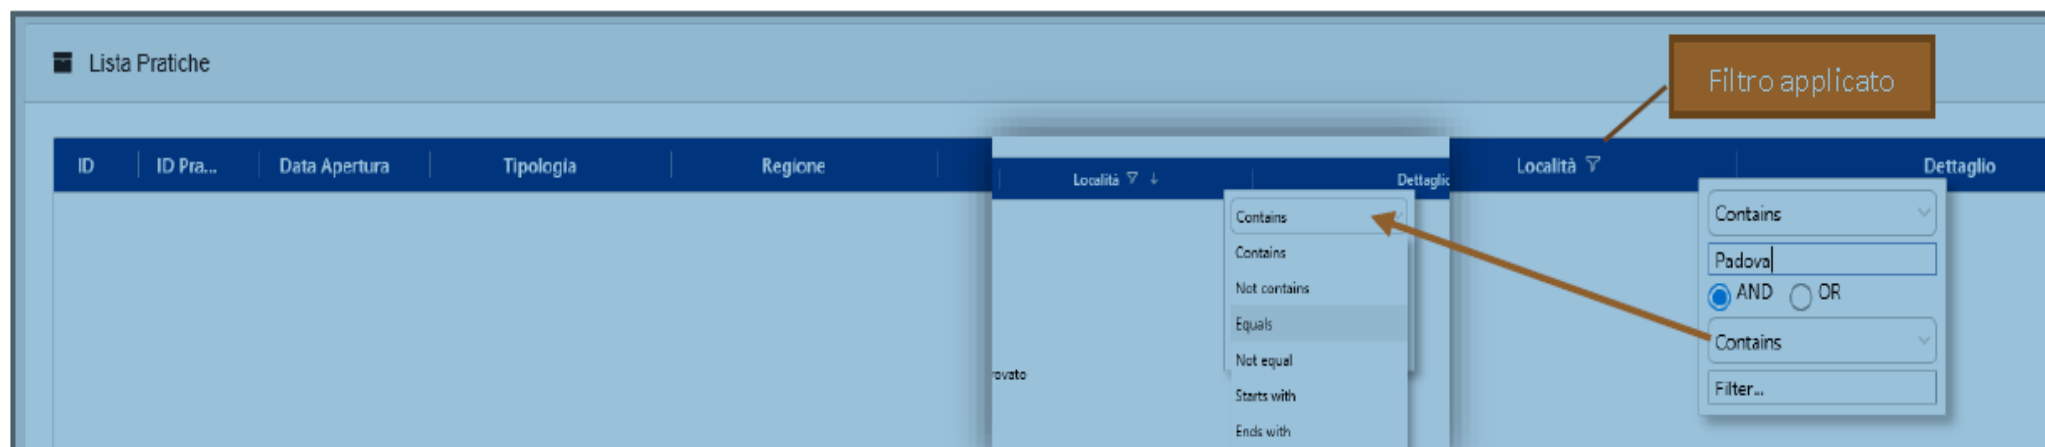 Lista Pratiche
Filtro applicato
ID
ID Pra...
Data Apertura
Tipologia
Regione
Località
Dettaglio
Località
Dettaglio
Contains
Contains
Not contains
Equals
Not equal
Starts with
Ends with
ovato
Contains
Padova
AND
OR
Contains
Filter...